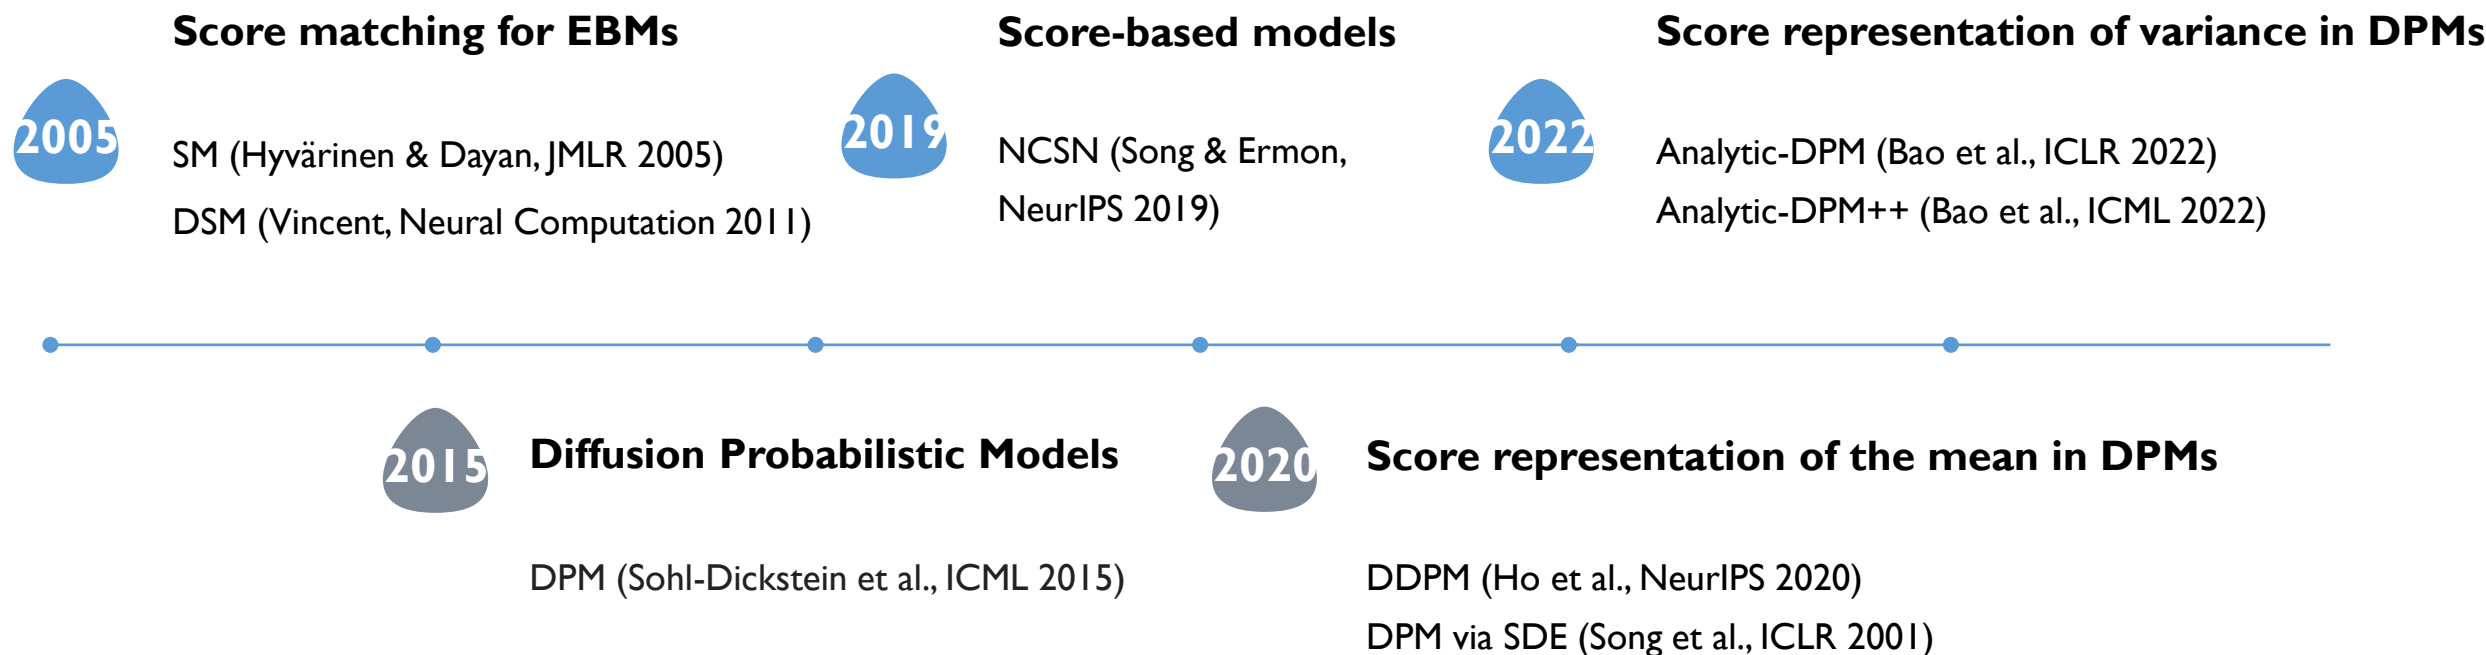 Score matching for EBMs
2005
SM (Hyvärinen & Dayan, JMLR 2005)
DSM (Vincent, Neural Computation 2011)
Score-based models
2019
NCSN (Song & Ermon,
NeurIPS 2019)
Score representation of variance in DPMs
2022
Analytic-DPM (Bao et al., ICLR 2022)
Analytic-DPM++ (Bao et al., ICML 2022)
2015
Diffusion Probabilistic Models
DPM (Sohl-Dickstein et al., ICML 2015)
2020
Score representation of the mean in DPMs
DDPM (Ho et al., NeurIPS 2020)
DPM via SDE (Song et al., ICLR 2001)